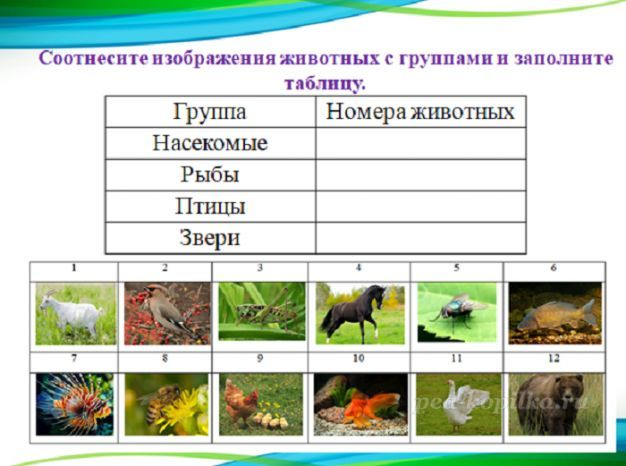 Соотнесите изображения животных с группами и заполните
таблицу.
Группа Номера животных
Насекомые
Рыбы
Птицы
Звери
1 2 3 4 5 6
7 8 9 10 11 12
ped-kopilka.ru